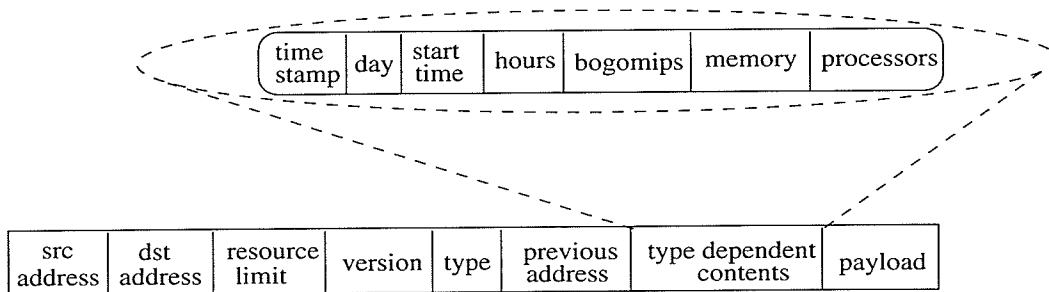 time stamp day start time hours bogomips memory processors
src address dst address resource limit version type previous address type dependent contents payload